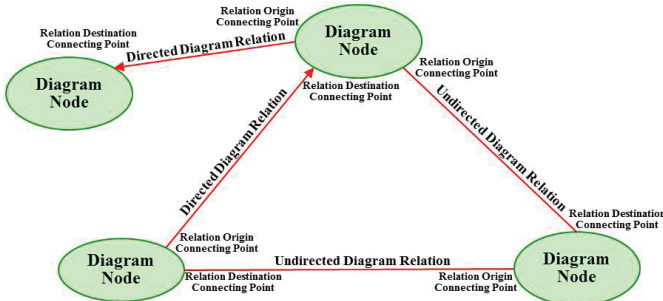 Relation Origin
Connecting Point
Diagram
Node
Relation Destination
Connecting Point
Directed Diagram Relation
Relation Origin
Connecting Point
Diagram
Node
Relation Destination
Connecting Point
Undirected Diagram Relation
Directed Diagram Relation
Relation Destination
Connecting Point
Relation Origin
Connecting Point
Diagram
Node
Undirected Diagram Relation
Diagram
Node
Relation Destination
Connecting Point
Relation Origin
Connecting Point